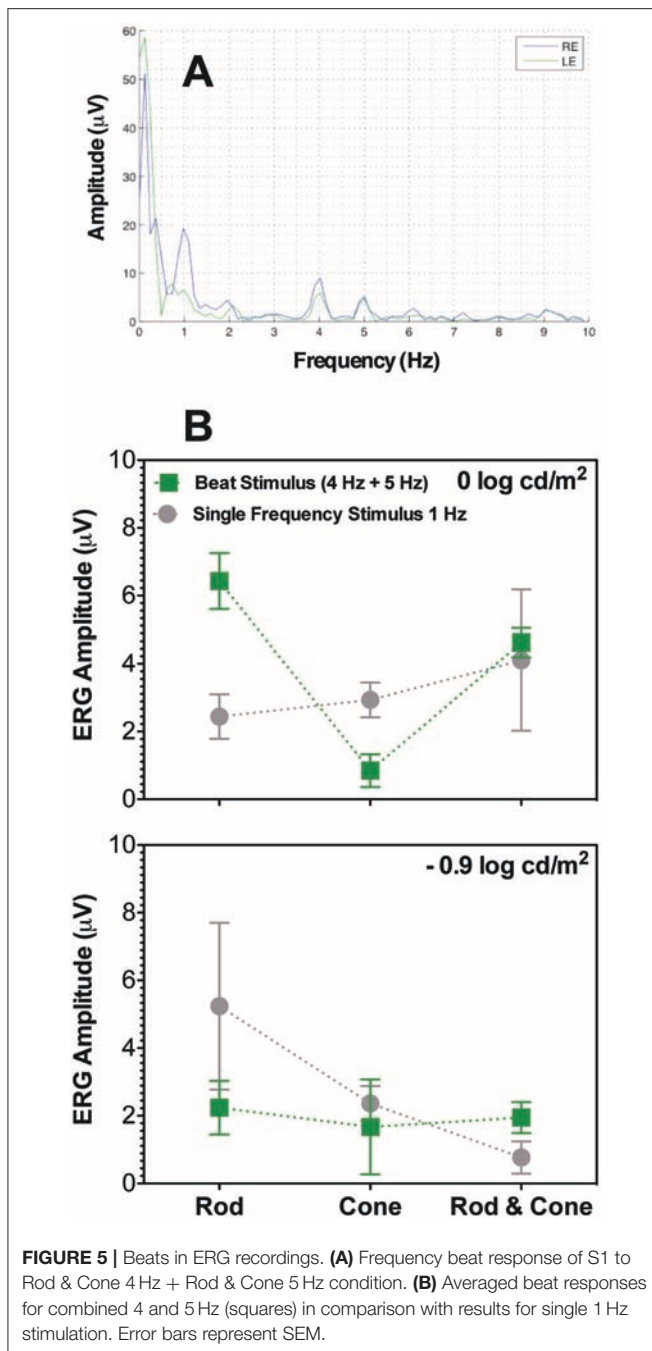 A
RE
LE
60
50
40
30
20
10
0
Amplitude (μV)
0 1 2 3 4 5 6 7 8 9 10
Frequency (Hz)
B
10
8
6
4
2
0
ERG Amplitude (μV)
Beat Stimulus (4 Hz + 5 Hz)
Single Frequency Stimulus 1 Hz
0 log cd/m²
10
8
6
4
2
0
ERG Amplitude (μV)
- 0.9 log cd/m²
Rod Cone Rod & Cone
FIGURE 5 | Beats in ERG recordings. (A) Frequency beat response of S1 to
Rod & Cone 4 Hz + Rod & Cone 5 Hz condition. (B) Averaged beat responses
for combined 4 and 5 Hz (squares) in comparison with results for single 1 Hz
stimulation. Error bars represent SEM.